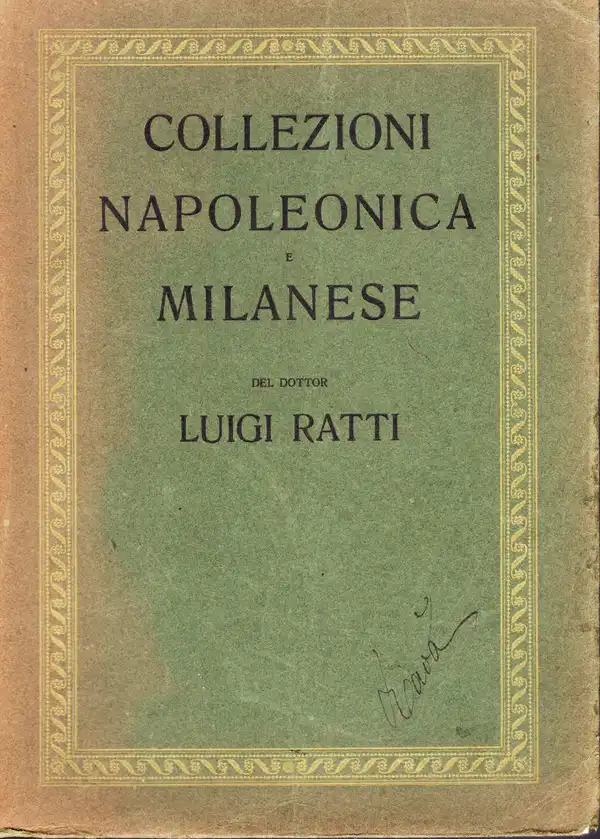 COLLEZIONI
NAPOLEONICA
E
MILANESE
DEL DOTTOR
LUIGI RATTI